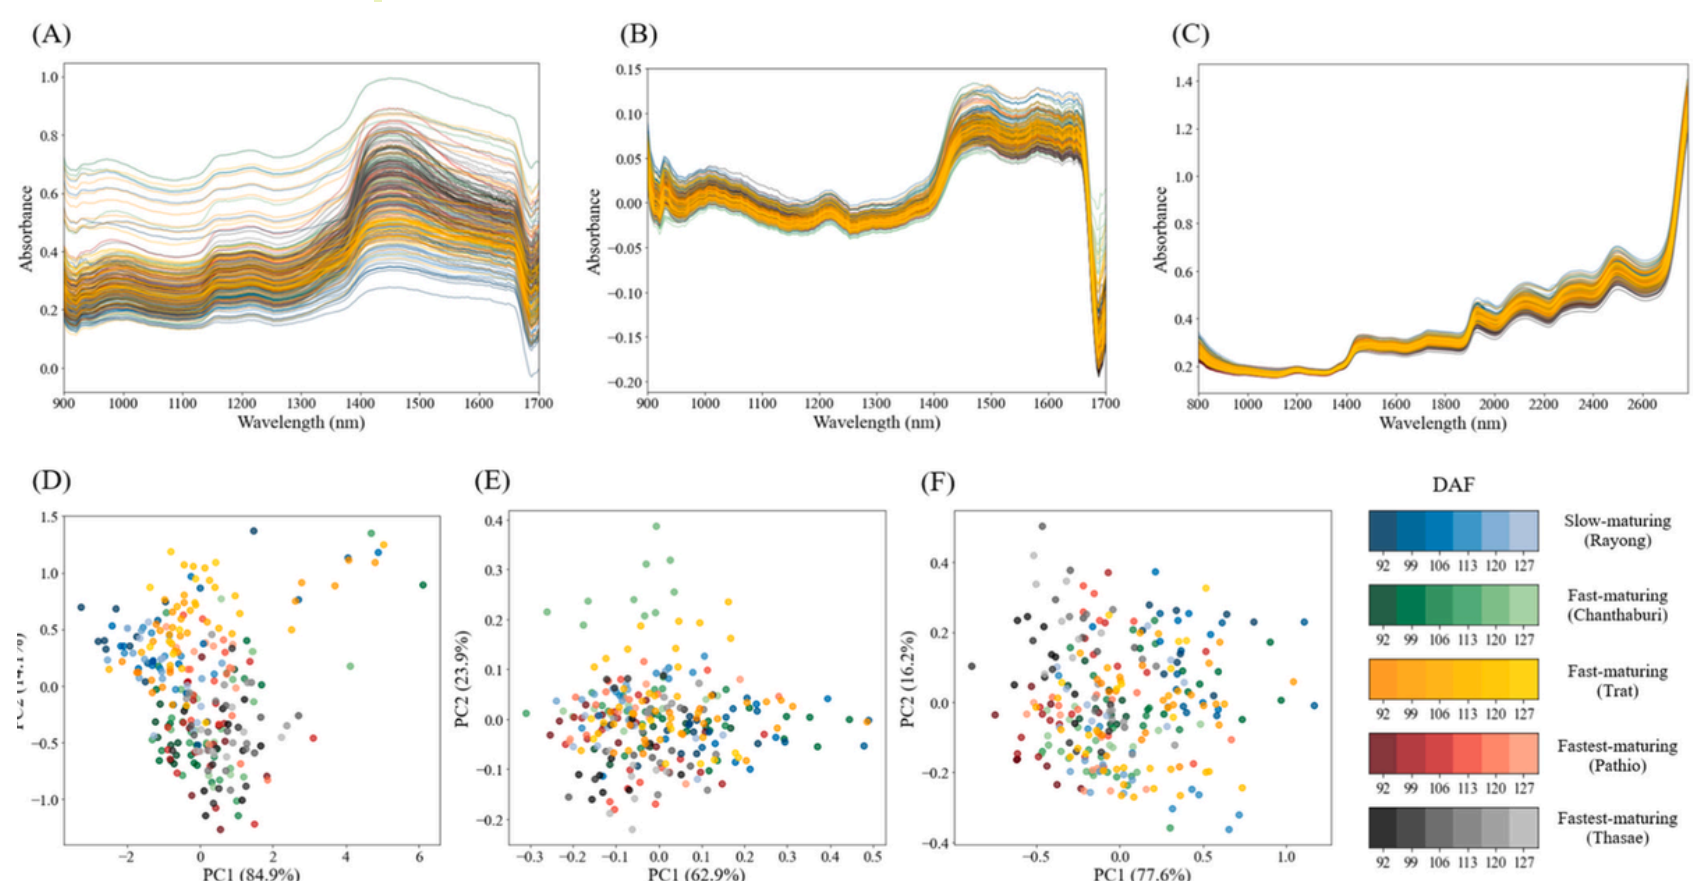 (A)
(B)
(C)
1.0
0.8
0.6
0.4
0.2
0.0
Absorbance
900 1000 1100 1200 1300 1400 1500 1600 1700
Wavelength (nm)
0.15
0.10
0.05
0.00
−0.05
−0.10
−0.15
−0.20
Absorbance
900 1000 1100 1200 1300 1400 1500 1600 1700
Wavelength (nm)
1.4
1.2
1.0
0.8
0.6
0.4
0.2
Absorbance
800 1000 1200 1400 1600 1800 2000 2200 2400 2600
Wavelength (nm)
(D)
(E)
(F)
1.5
1.0
0.5
0.0
−0.5
−1.0
PC2 (14.1%)
−2 0 2 4 6
PC1 (84.9%)
0.4
0.3
0.2
0.1
0.0
−0.1
−0.2
PC2 (23.9%)
−0.3 −0.2 −0.1 0.0 0.1 0.2 0.3 0.4 0.5
PC1 (62.9%)
0.4
0.2
0.0
−0.2
−0.4
PC2 (16.2%)
−0.5 0.0 0.5 1.0
PC1 (77.6%)
DAF
Slow-maturing
(Rayong)
92 99 106 113 120 127
Fast-maturing
(Chanthaburi)
92 99 106 113 120 127
Fast-maturing
(Trat)
92 99 106 113 120 127
Fastest-maturing
(Pathio)
92 99 106 113 120 127
Fastest-maturing
(Thasae)
92 99 106 113 120 127